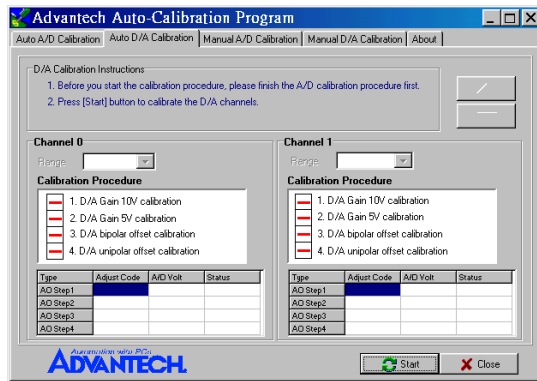 Advantech Auto-Calibration Program
Auto A/D Calibration Auto D/A Calibration Manual A/D Calibration Manual D/A Calibration About
D/A Calibration Instructions
1. Before you start the calibration procedure, please finish the A/D calibration procedure first.
2. Press [Start] button to calibrate the D/A channels.
Channel 0
Range
Calibration Procedure
1. D/A Gain 10V calibration
2. D/A Gain 5V calibration
3. D/A bipolar offset calibration
4. D/A unipolar offset calibration
Type Adjust Code A/D Volt Status
AO Step1
AO Step2
AO Step3
AO Step4
Channel 1
Range
Calibration Procedure
1. D/A Gain 10V calibration
2. D/A Gain 5V calibration
3. D/A bipolar offset calibration
4. D/A unipolar offset calibration
Type Adjust Code A/D Volt Status
AO Step1
AO Step2
AO Step3
AO Step4
Automation with PCs
ADVANTECH
Start Close